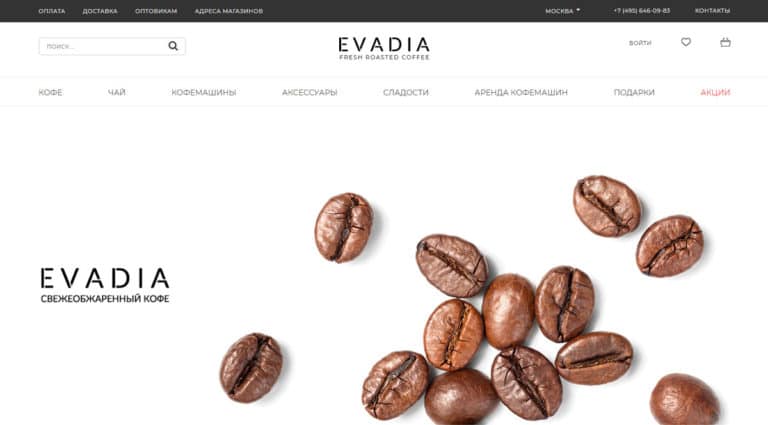 ОПЛАТА ДОСТАВКА ОПТОВИКАМ АДРЕСА МАГАЗИНОВ МОСКВА +7 (495) 646-09-83 КОНТАКТЫ
ПОИСК... EVADIA ВОЙТИ
FRESH ROASTED COFFEE
КОФЕ ЧАЙ КОФЕМАШИНЫ АКСЕССУАРЫ СЛАДОСТИ АРЕНДА КОФЕМАШИН ПОДАРКИ АКЦИИ
EVADIA
СВЕЖЕОБЖАРЕННЫЙ КОФЕ